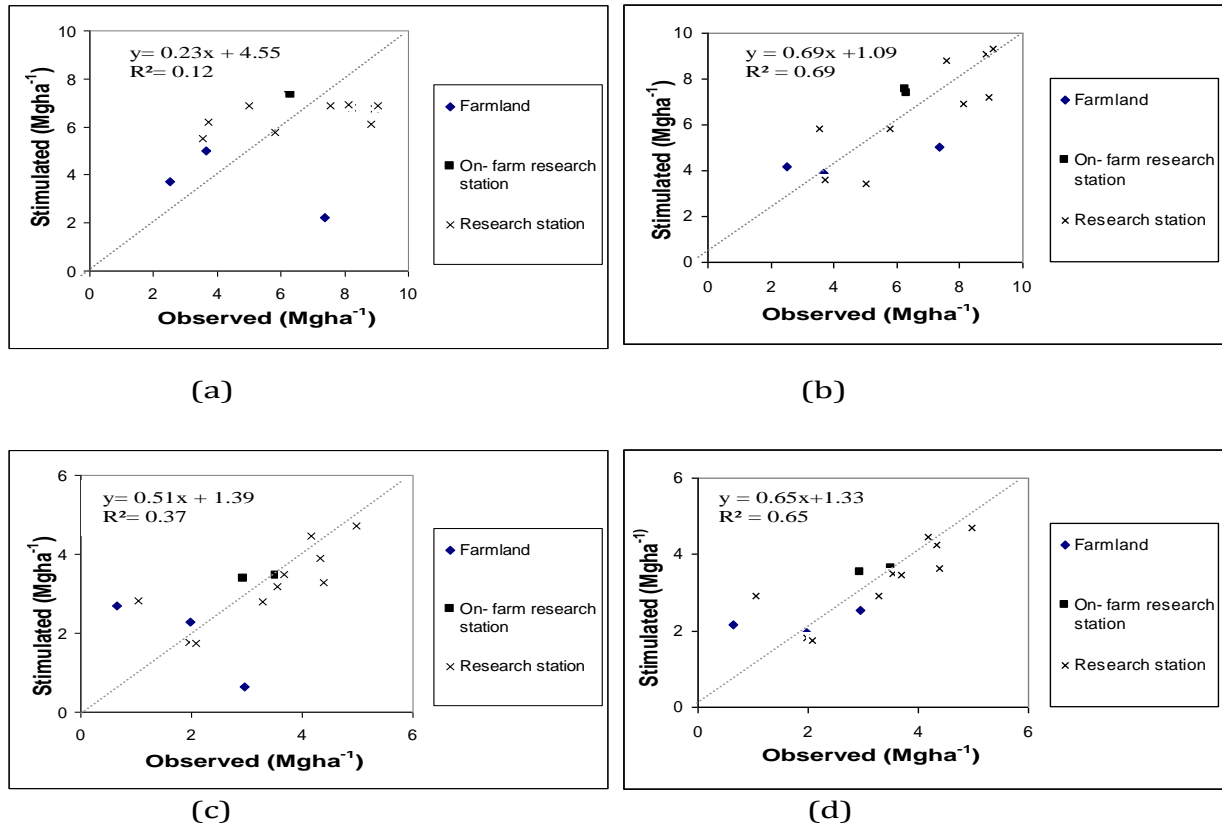 10
8
6
4
2
0
Stimulated (Mgha⁻¹)
y= 0.23x + 4.55
R²= 0.12
0 2 4 6 8 10
Observed (Mgha⁻¹)
Farmland
On- farm research
station
Research station
(a)
10
8
6
4
2
0
Stimulated (Mgha⁻¹)
y = 0.69x +1.09
R² = 0.69
0 2 4 6 8 10
Observed (Mgha⁻¹)
Farmland
On- farm research
station
Research station
(b)
6
4
2
0
Stimulated (Mgha⁻¹)
y= 0.51x + 1.39
R²= 0.37
0 2 4 6
Observed (Mgha⁻¹)
Farmland
On- farm research
station
Research station
(c)
6
4
2
0
Stimulated (Mgha⁻¹)
y = 0.65x+1.33
R² = 0.65
0 2 4 6
Observed (Mgha⁻¹)
Farmland
On- farm research
station
Research station
(d)